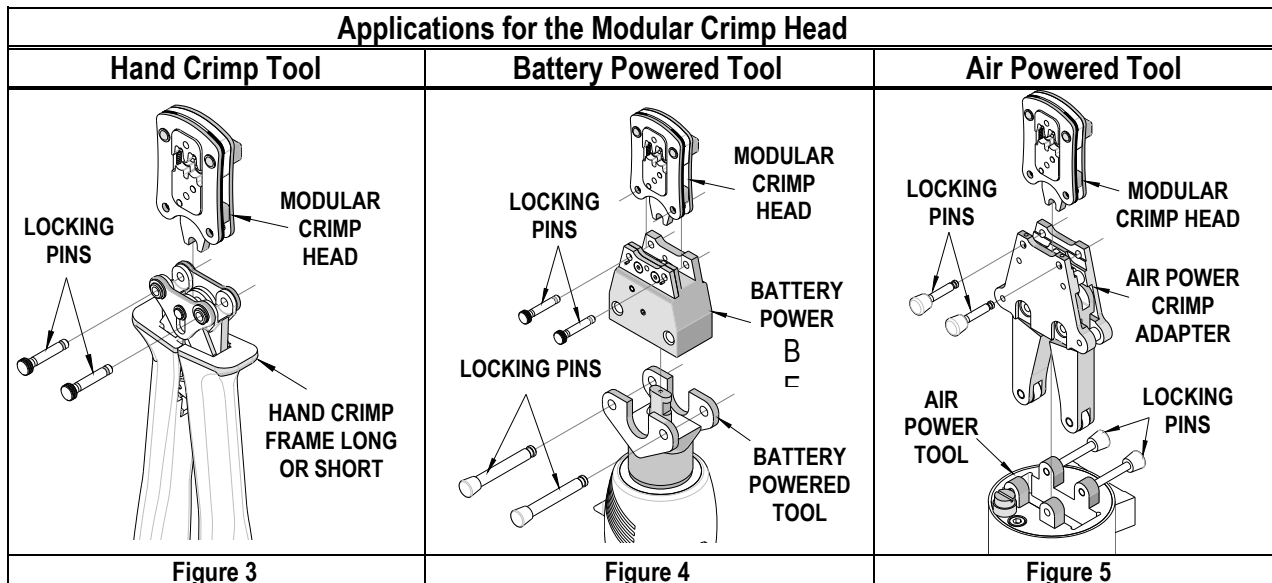 Applications for the Modular Crimp Head
Hand Crimp Tool
Battery Powered Tool
Air Powered Tool
LOCKING
PINS
MODULAR
CRIMP
HEAD
HAND CRIMP
FRAME LONG
OR SHORT
Figure 3
MODULAR
CRIMP
HEAD
LOCKING
PINS
BATTERY
POWER
B
LOCKING PINS
BATTERY
POWERED
TOOL
Figure 4
LOCKING
PINS
MODULAR
CRIMP HEAD
AIR POWER
CRIMP
ADAPTER
AIR
POWER
TOOL
LOCKING
PINS
Figure 5